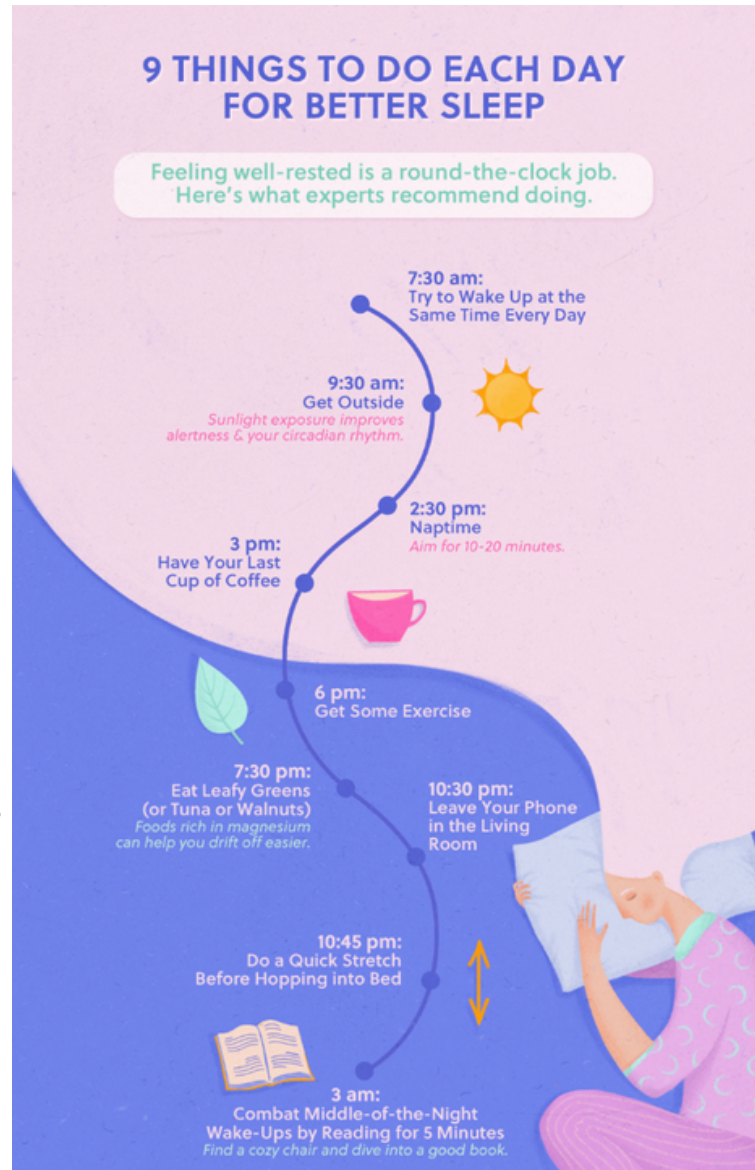 9 THINGS TO DO EACH DAY
FOR BETTER SLEEP
Feeling well-rested is a round-the-clock job.
Here's what experts recommend doing.
7:30 am:
Try to Wake Up at the
Same Time Every Day
9:30 am:
Get Outside
Sunlight exposure improves
alertness & your circadian rhythm.
2:30 pm:
Naptime
Aim for 10-20 minutes.
3 pm:
Have Your Last
Cup of Coffee
6 pm:
Get Some Exercise
7:30 pm:
Eat Leafy Greens
(or Tuna or Walnuts)
Foods rich in magnesium
can help you drift off easier.
10:30 pm:
Leave Your Phone
in the Living
Room
10:45 pm:
Do a Quick Stretch
Before Hopping into Bed
3 am:
Combat Middle-of-the-Night
Wake-Ups by Reading for 5 Minutes
Find a cozy chair and dive into a good book.